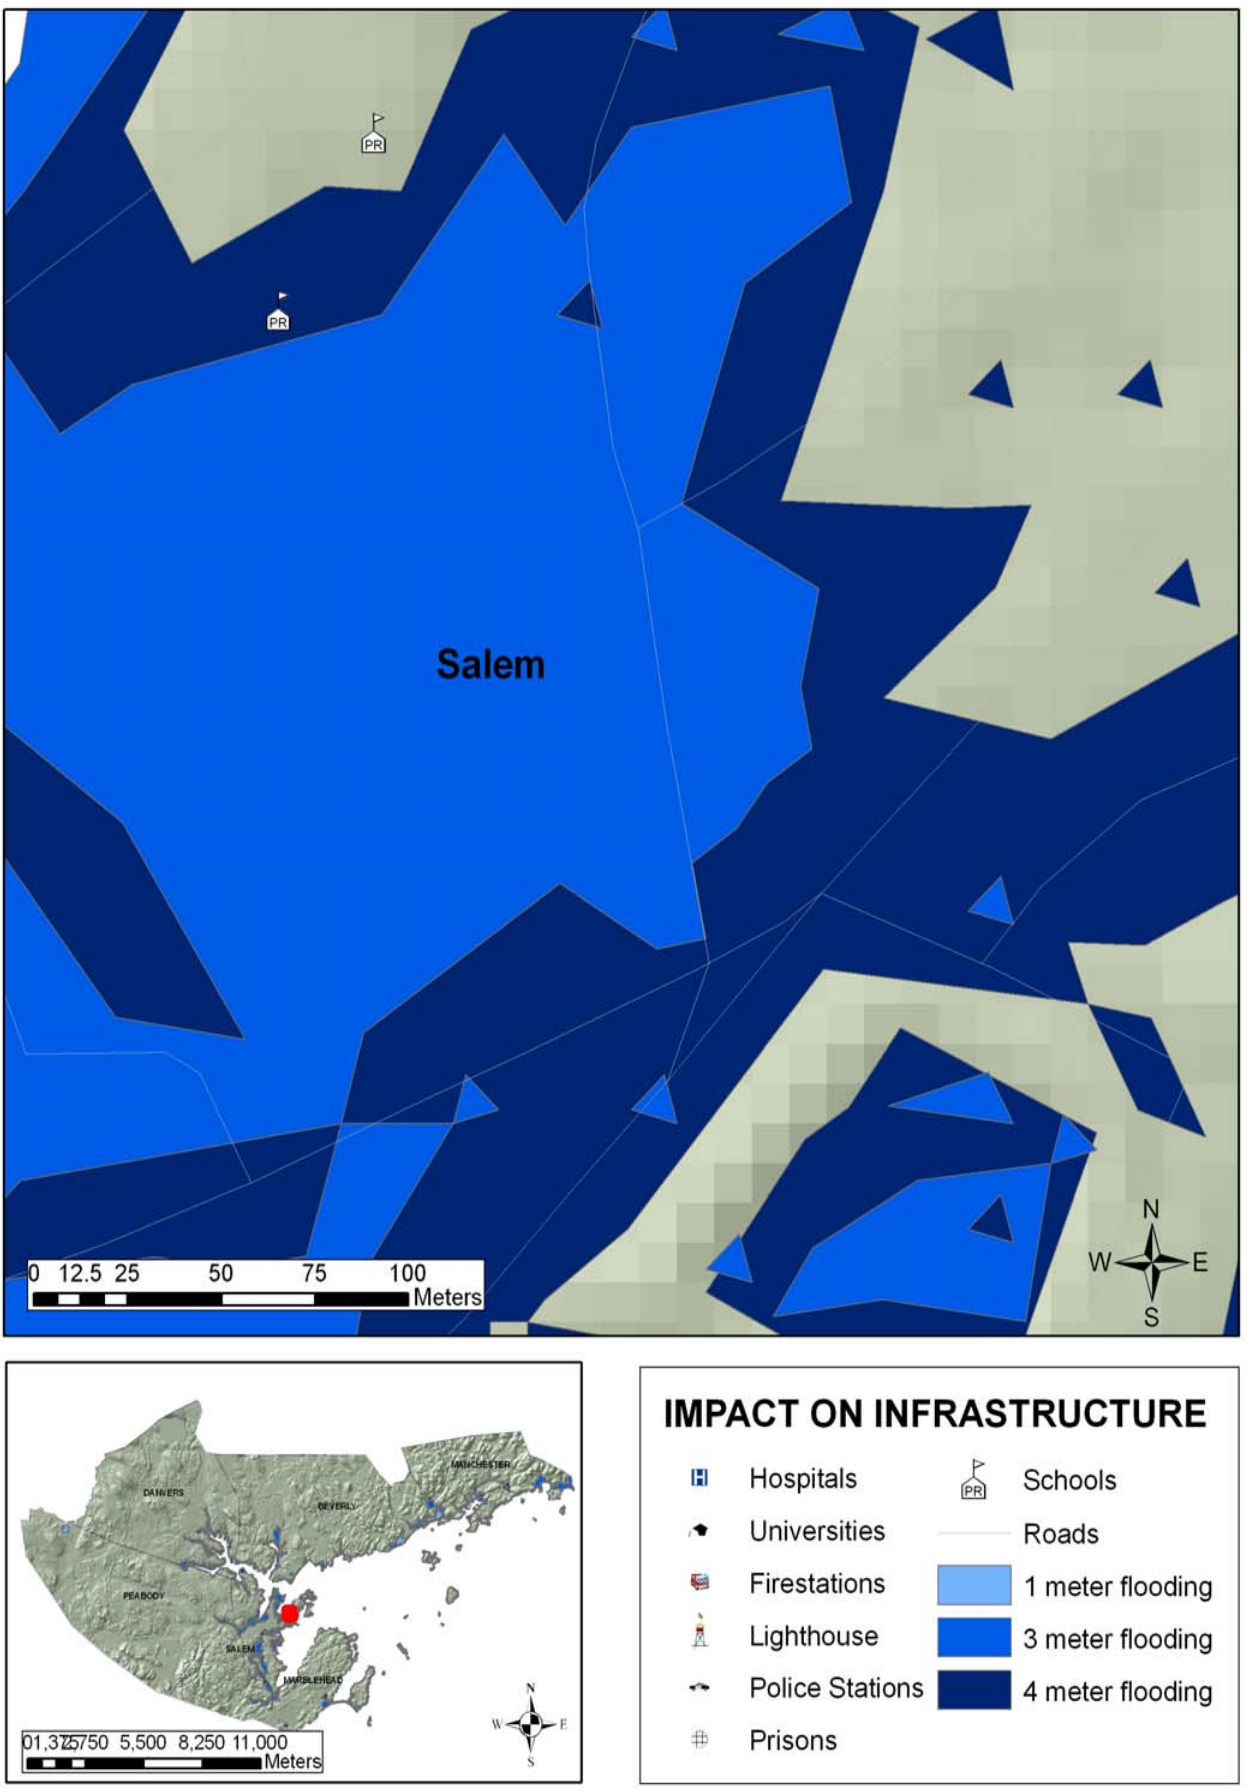 PR
PR
Salem
N
W E
S
0 12.5 25 50 75 100
Meters
DANVERS
MANCHESTER
BEVERLY
PEABODY
SALEM
MARBLEHEAD
N
W E
S
5,500 8,250 11,000
Meters
IMPACT ON INFRASTRUCTURE
H Hospitals
PR Schools
Universities
Roads
Firestations
1 meter flooding
Lighthouse
3 meter flooding
Police Stations
4 meter flooding
Prisons